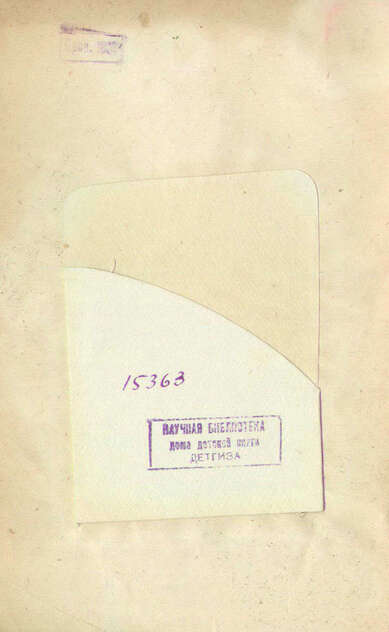 15363
НАУЧНАЯ БИБЛИОТЕКА
дома детской книги
ДЕТГИЗА